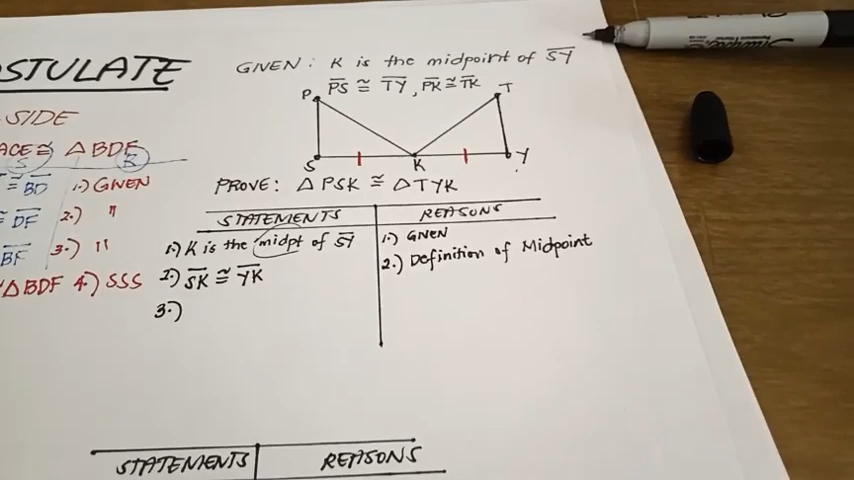 OSTULATE
SIDE
ACE ≅ △BDF
S R
≅ BD 1.) GIVEN
≅ DF 2.) "
BF 3.) "
△BDF 4.) SSS
GIVEN: K is the midpoint of SY
PS ≅ TY, PK ≅ TK
P T
S K Y
PROVE: △PSK ≅ △TYK
STATEMENTS REASONS
1.) K is the midpt of SY 1.) GIVEN
2.) SK ≅ YK 2.) Definition of Midpoint
3.)
STATEMENTS REASONS